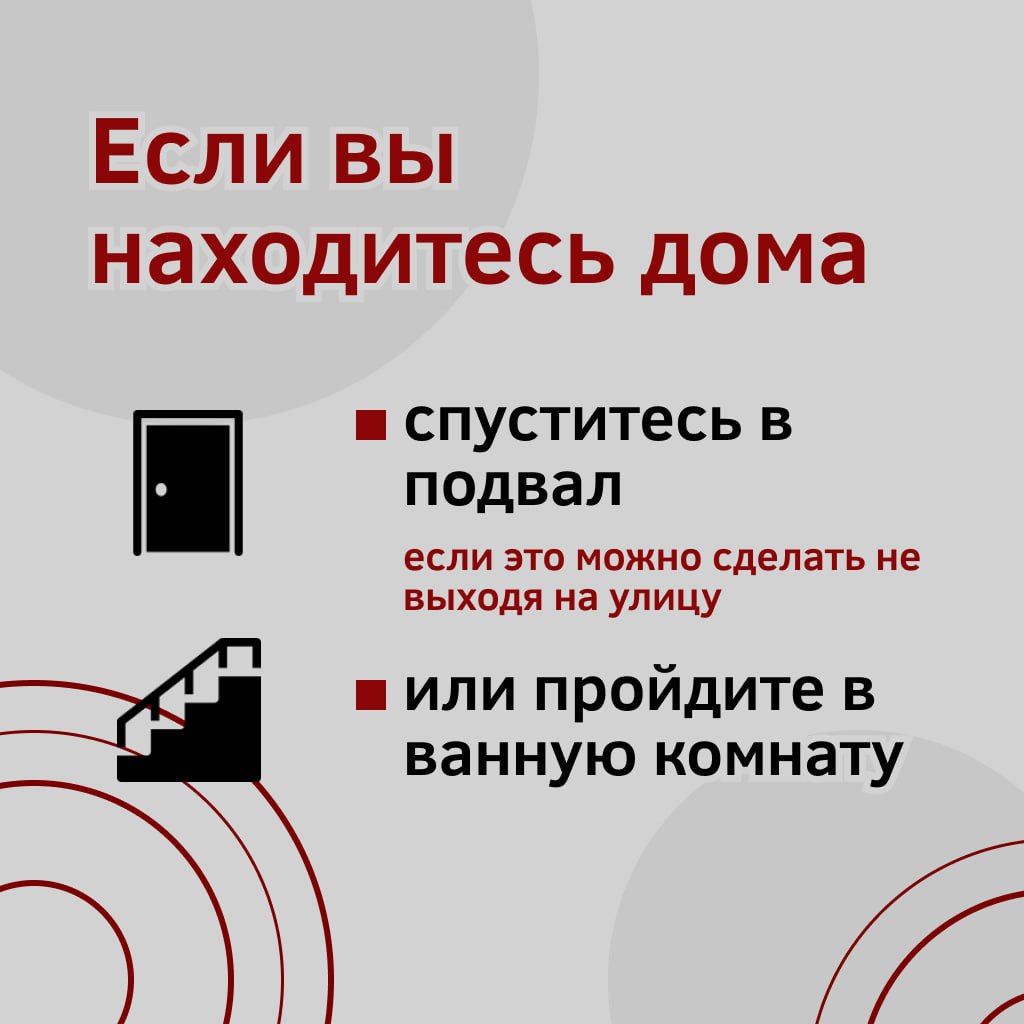 Если вы
находитесь дома
спуститесь в
подвал
если это можно сделать не
выходя на улицу
или пройдите в
ванную комнату